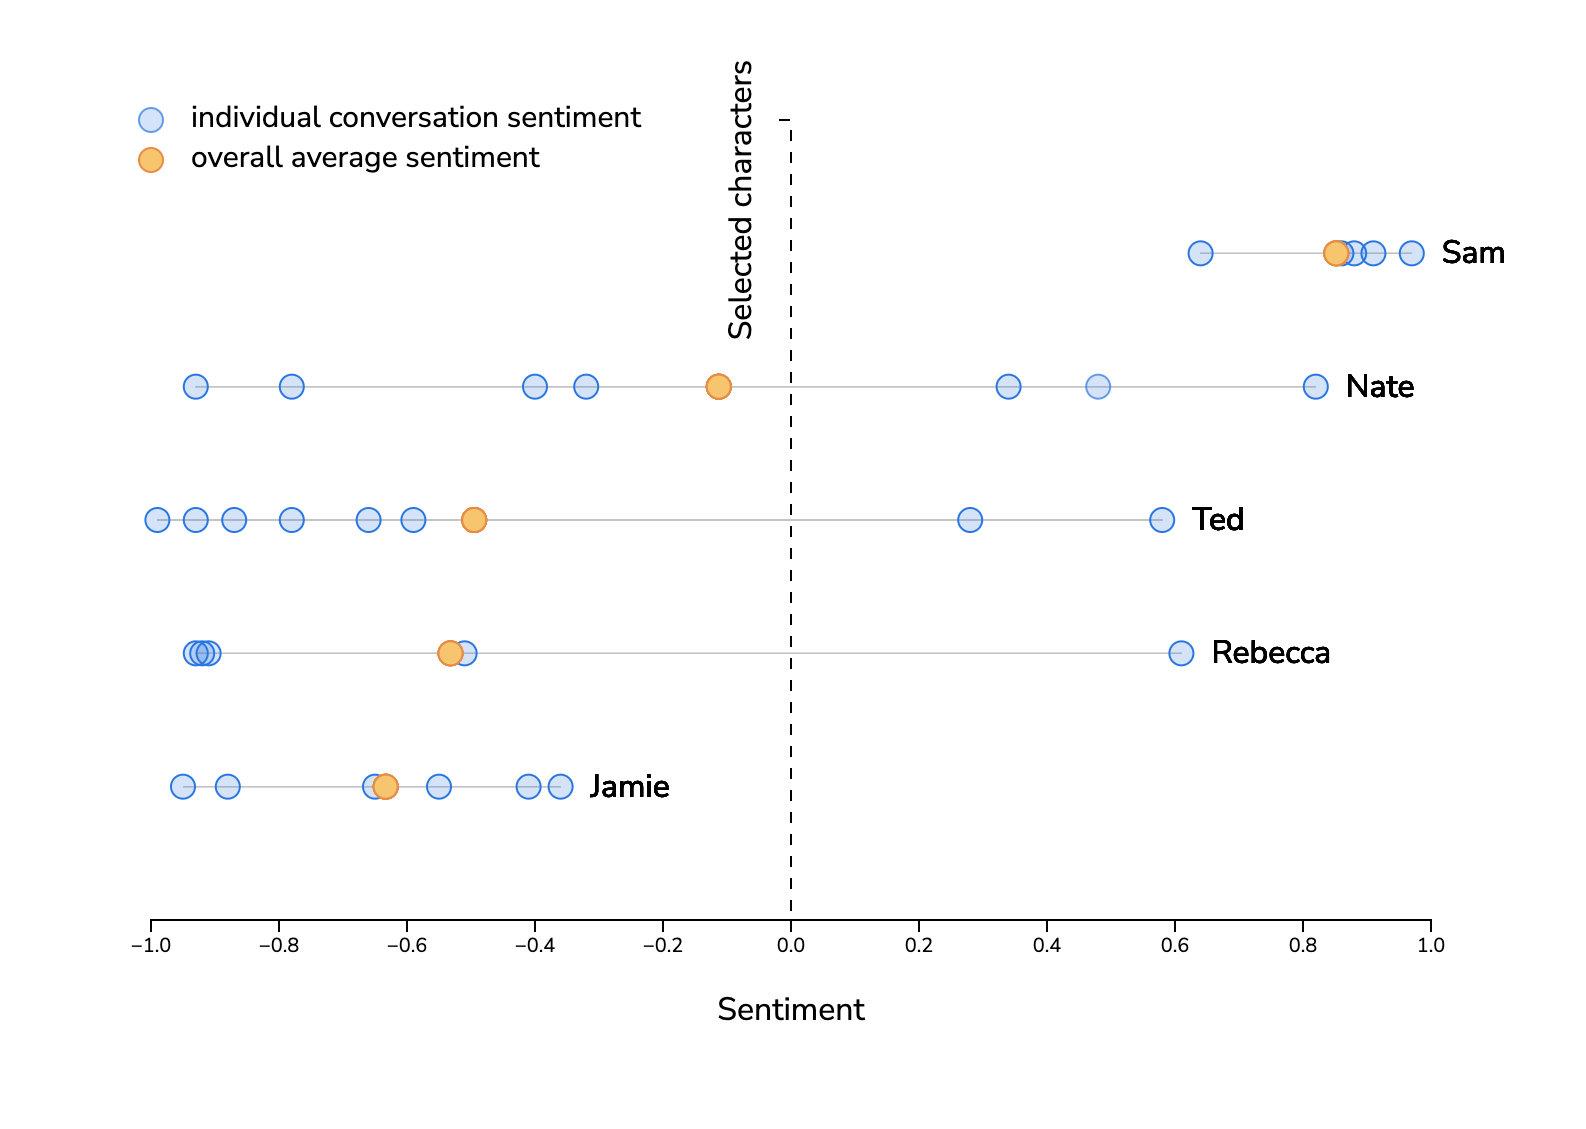 individual conversation sentiment
overall average sentiment
Selected characters
Sam
Nate
Ted
Rebecca
Jamie
−1.0 −0.8 −0.6 −0.4 −0.2 0.0 0.2 0.4 0.6 0.8 1.0
Sentiment